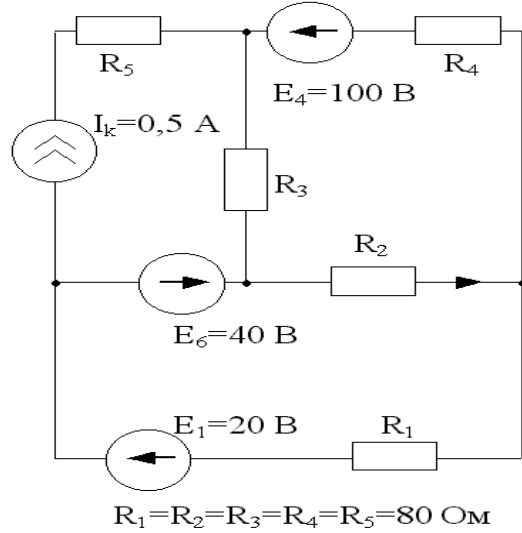 R₅
R₄
E₄=100 В
Iₖ=0,5 А
R₃
R₂
E₆=40 В
E₁=20 В
R₁
R₁=R₂=R₃=R₄=R₅=80 Ом